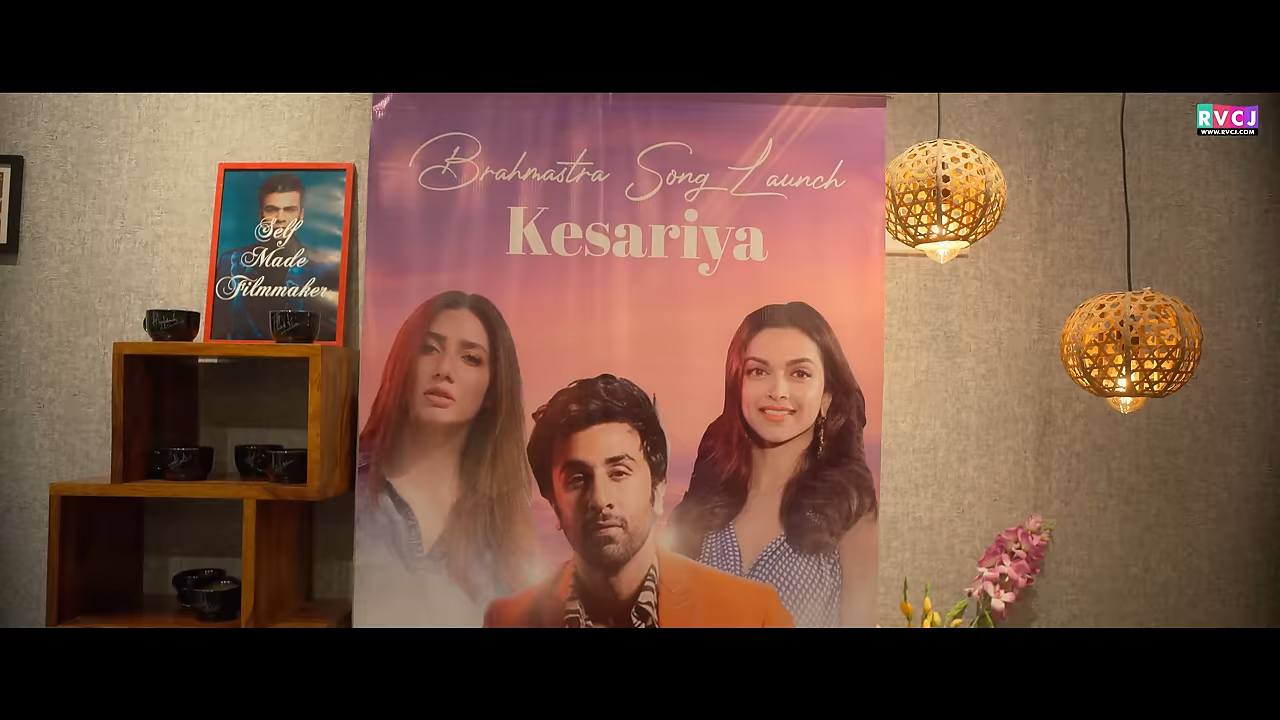 Brahmastra Song Launch
Kesariya
Self
Made
Filmmaker
RVCJ
WWW.RVCJ.COM